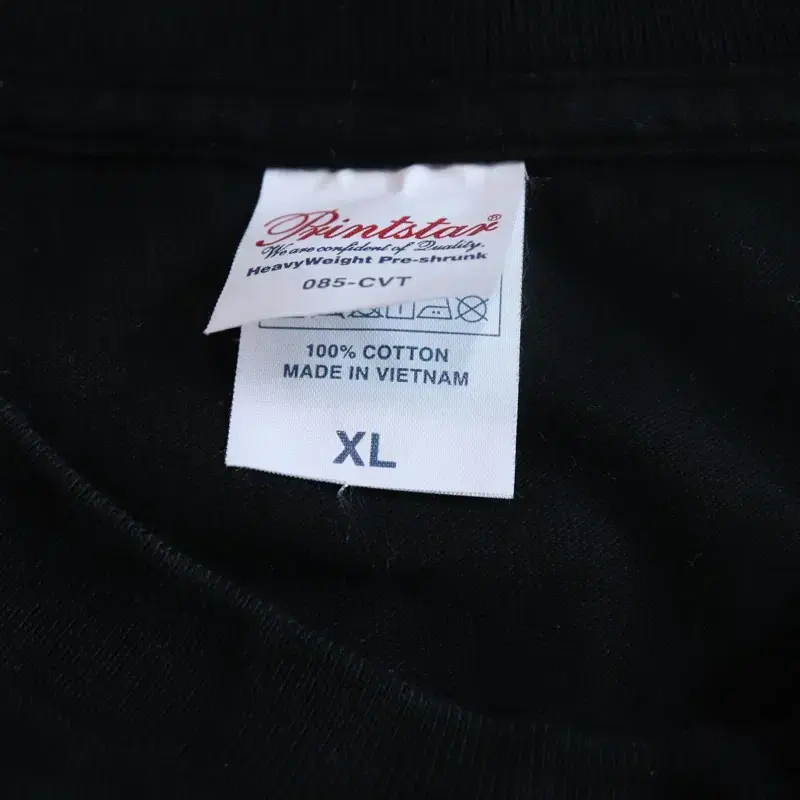 Printstar®
We are confident of Quality.
HeavyWeight Pre-shrunk
085-CVT
100% COTTON
MADE IN VIETNAM
XL